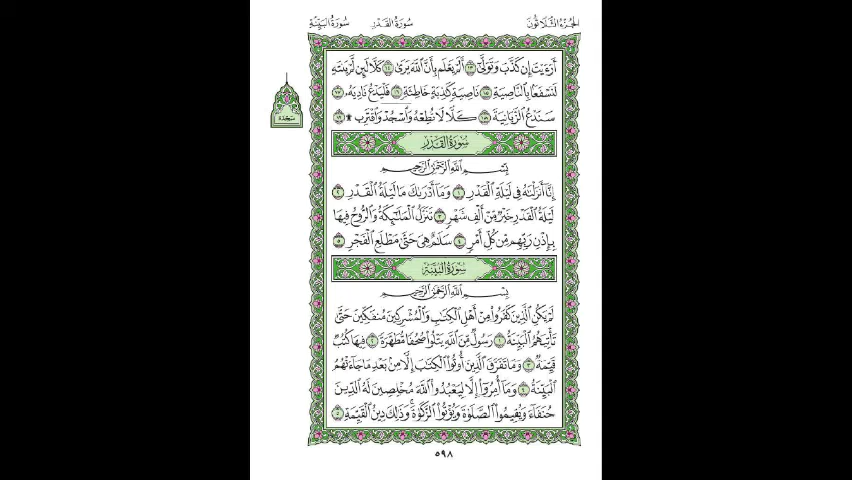 الجزء الثلاثون
سورة القدر
سورة البينة
أَرَءَيْتَ إِن كَذَّبَ وَتَوَلَّىٰٓ ١٣ أَلَمْ يَعْلَم بِأَنَّ ٱللَّهَ يَرَىٰ ١٤ كَلَّا لَئِن لَّمْ يَنتَهِ
لَنَسْفَعًۢا بِٱلنَّاصِيَةِ ١٥ نَاصِيَةٍ كَٰذِبَةٍ خَاطِئَةٍ ١٦ فَلْيَدْعُ نَادِيَهُۥ ١٧
سَنَدْعُ ٱلزَّبَانِيَةَ ١٨ كَلَّا لَا تُطِعْهُ وَٱسْجُدْ وَٱقْتَرِب ۩ ١٩
سجدة
سورة القدر
بِسْمِ ٱللَّهِ ٱلرَّحْمَٰنِ ٱلرَّحِيمِ
إِنَّآ أَنزَلْنَٰهُ فِى لَيْلَةِ ٱلْقَدْرِ ١ وَمَآ أَدْرَىٰكَ مَا لَيْلَةُ ٱلْقَدْرِ ٢
لَيْلَةُ ٱلْقَدْرِ خَيْرٌ مِّنْ أَلْفِ شَهْرٍ ٣ تَنَزَّلُ ٱلْمَلَٰٓئِكَةُ وَٱلرُّوحُ فِيهَا
بِإِذْنِ رَبِّهِم مِّن كُلِّ أَمْرٍ ٤ سَلَٰمٌ هِىَ حَتَّىٰ مَطْلَعِ ٱلْفَجْرِ ٥
سورة البينة
بِسْمِ ٱللَّهِ ٱلرَّحْمَٰنِ ٱلرَّحِيمِ
لَمْ يَكُنِ ٱلَّذِينَ كَفَرُوا۟ مِنْ أَهْلِ ٱلْكِتَٰبِ وَٱلْمُشْرِكِينَ مُنفَكِّينَ حَتَّىٰ
تَأْتِيَهُمُ ٱلْبَيِّنَةُ ١ رَسُولٌ مِّنَ ٱللَّهِ يَتْلُوا۟ صُحُفًا مُّطَهَّرَةً ٢ فِيهَا كُتُبٌ
قَيِّمَةٌ ٣ وَمَا تَفَرَّقَ ٱلَّذِينَ أُوتُوا۟ ٱلْكِتَٰبَ إِلَّا مِنۢ بَعْدِ مَا جَآءَتْهُمُ
ٱلْبَيِّنَةُ ٤ وَمَآ أُمِرُوٓا۟ إِلَّا لِيَعْبُدُوا۟ ٱللَّهَ مُخْلِصِينَ لَهُ ٱلدِّينَ
حُنَفَآءَ وَيُقِيمُوا۟ ٱلصَّلَوٰةَ وَيُؤْتُوا۟ ٱلزَّكَوٰةَ ۚ وَذَٰلِكَ دِينُ ٱلْقَيِّمَةِ ٥
٥٩٨